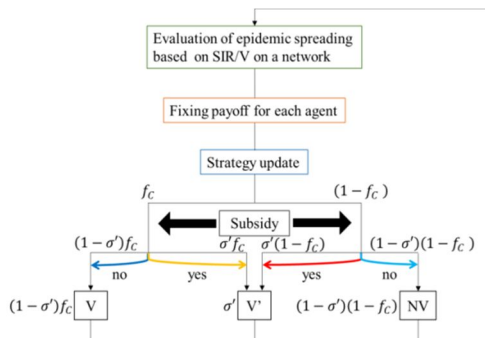 Evaluation of epidemic spreading
based on SIR/V on a network
Fixing payoff for each agent
Strategy update
f_C
(1−f_C )
Subsidy
(1−σ′)f_C
σ′f_C
σ′(1−f_C)
(1−σ′)(1−f_C )
no
yes
yes
no
(1−σ′)f_C
V
σ′
V’
(1−σ′)(1−f_C)
NV